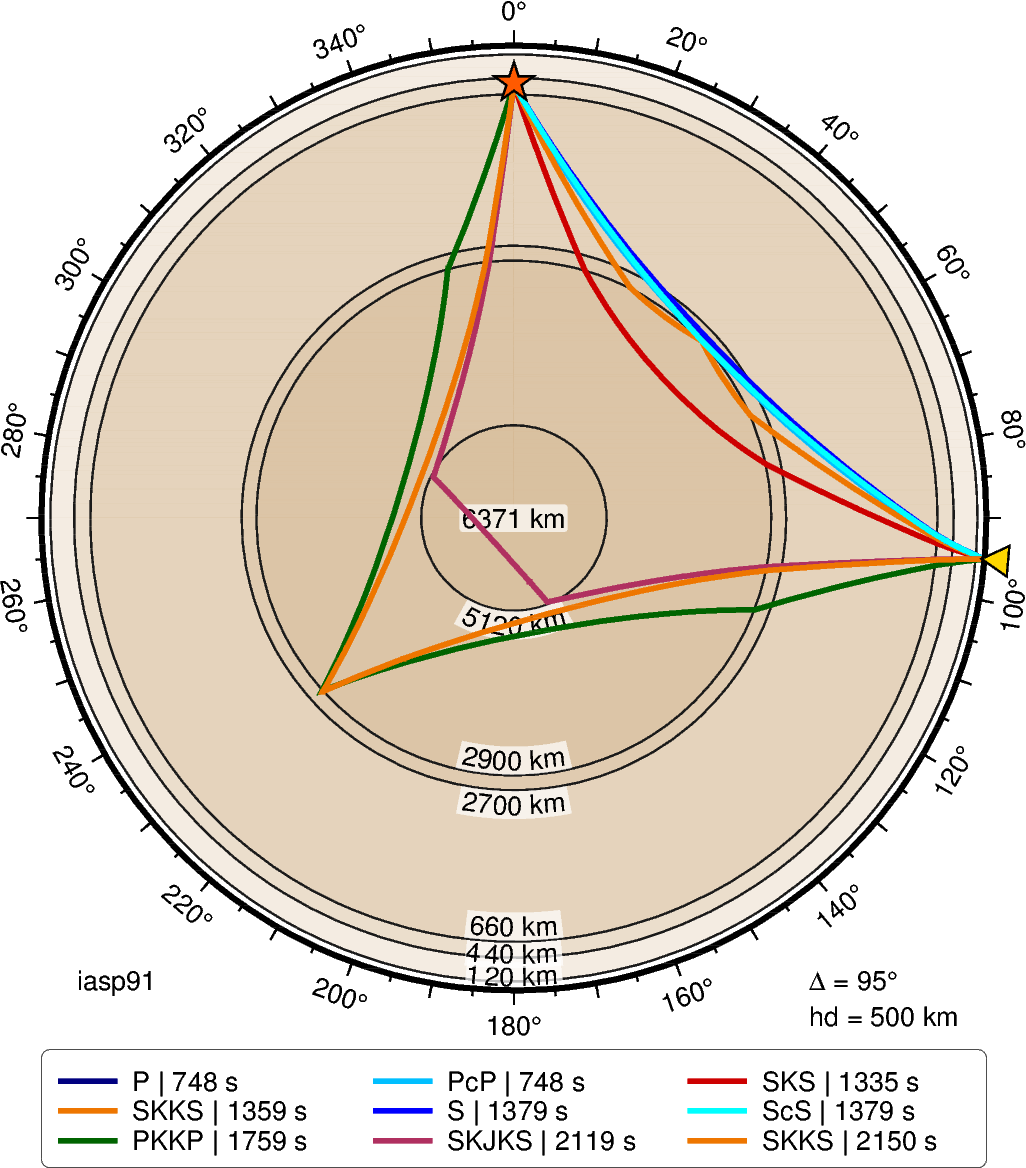 0°
340° 20°
320° 40°
300° 60°
280° 80°
6371 km
260° 100°
5120 km
240° 120°
2900 km
2700 km
220° 140°
660 km
440 km
120 km
iasp91
200° 160°
Δ = 95°
180°
hd = 500 km
P | 748 s PcP | 748 s SKS | 1335 s
SKKS | 1359 s S | 1379 s ScS | 1379 s
PKKP | 1759 s SKJKS | 2119 s SKKS | 2150 s